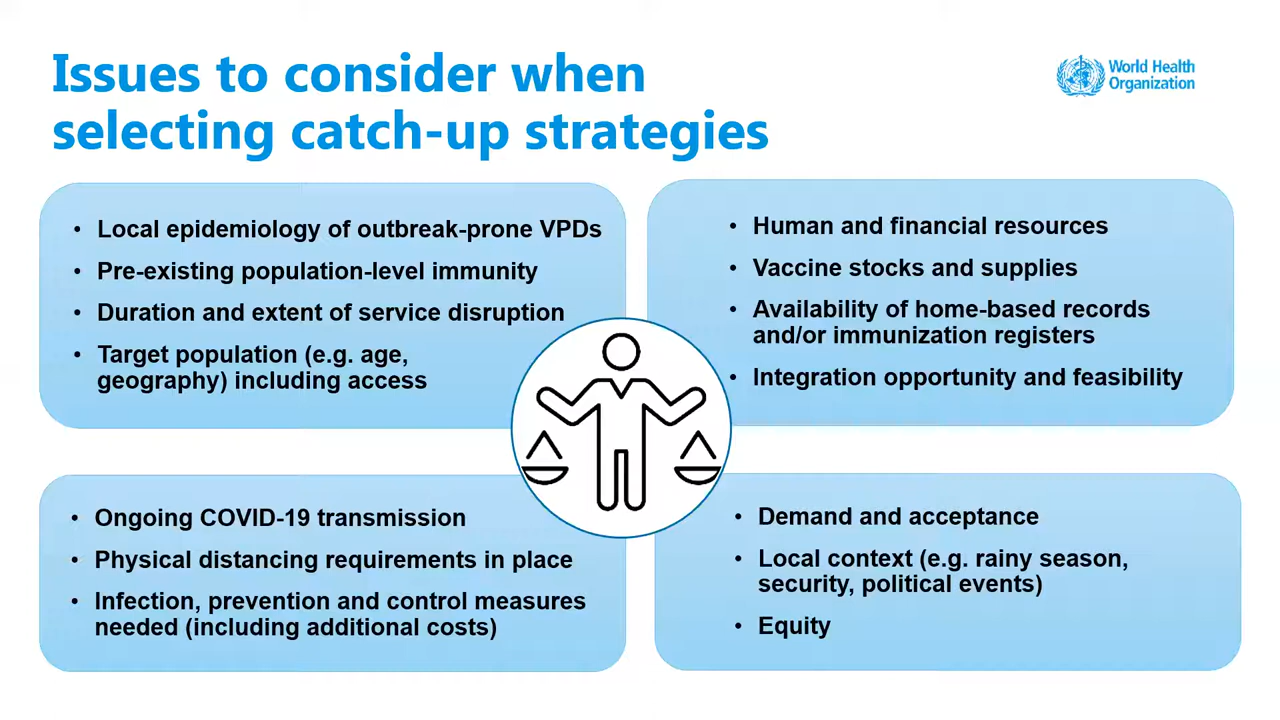 Issues to consider when
selecting catch-up strategies
World Health
Organization
• Local epidemiology of outbreak-prone VPDs
• Pre-existing population-level immunity
• Duration and extent of service disruption
• Target population (e.g. age,
geography) including access
• Human and financial resources
• Vaccine stocks and supplies
• Availability of home-based records
and/or immunization registers
• Integration opportunity and feasibility
• Ongoing COVID-19 transmission
• Physical distancing requirements in place
• Infection, prevention and control measures
needed (including additional costs)
• Demand and acceptance
• Local context (e.g. rainy season,
security, political events)
• Equity